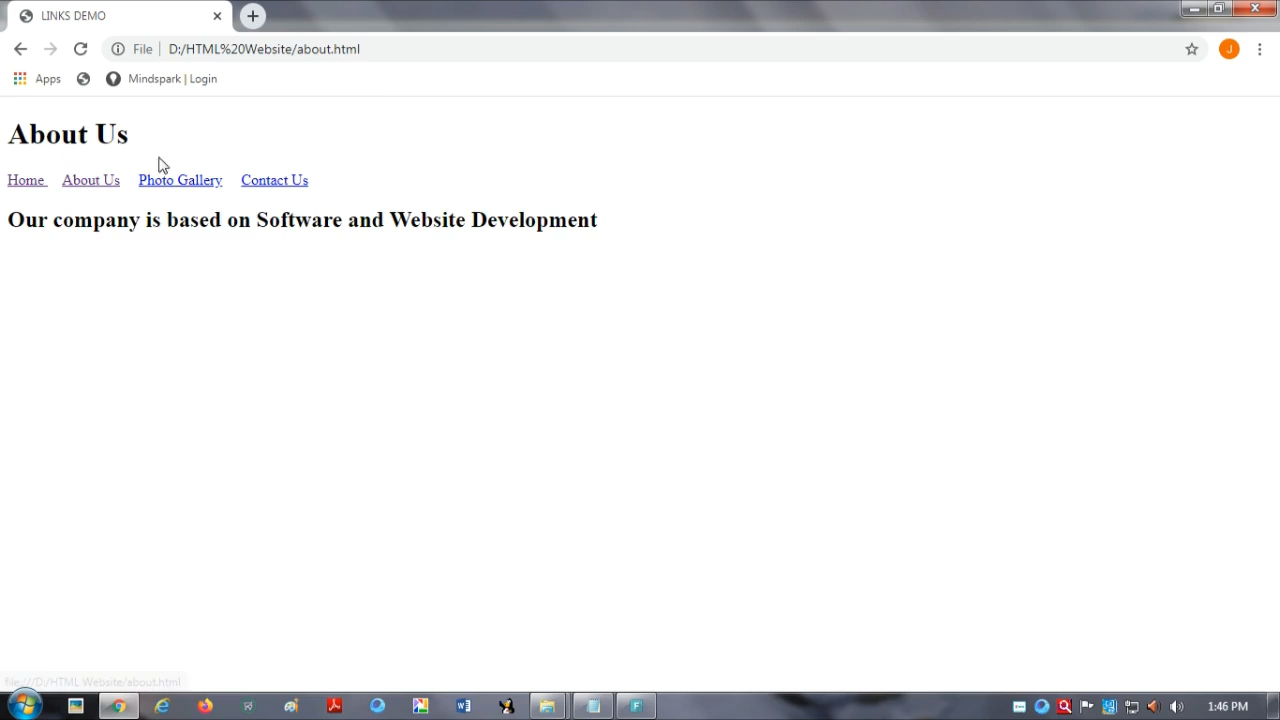 LINKS DEMO
File D:/HTML%20Website/about.html
J
Apps Mindspark | Login
About Us
Home About Us Photo Gallery Contact Us
Our company is based on Software and Website Development
file:///D:/HTML Website/about.html
1:46 PM